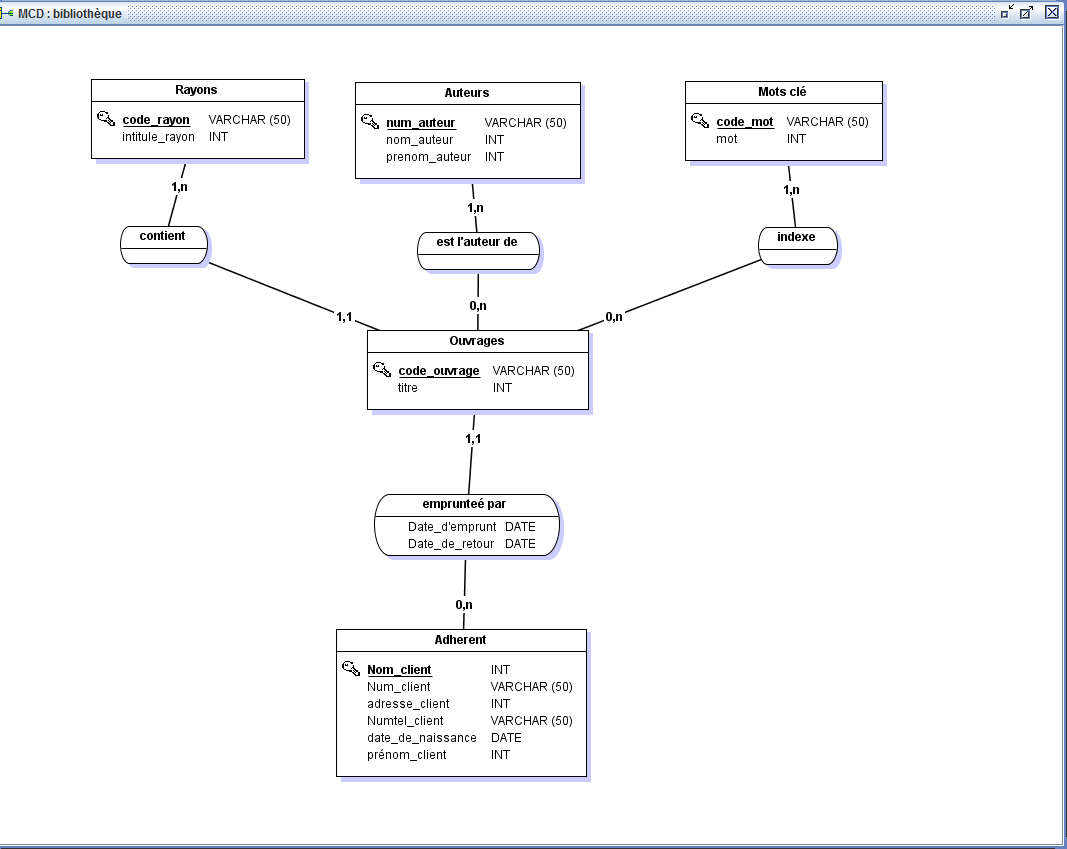 MCD : bibliothèque
Rayons
code_rayon VARCHAR (50)
intitule_rayon INT
Auteurs
num_auteur VARCHAR (50)
nom_auteur INT
prenom_auteur INT
Mots clé
code_mot VARCHAR (50)
mot INT
1,n
1,n
1,n
contient
est l'auteur de
indexe
1,1
0,n
0,n
Ouvrages
code_ouvrage VARCHAR (50)
titre INT
1,1
emprunteé par
Date_d'emprunt DATE
Date_de_retour DATE
0,n
Adherent
Nom_client INT
Num_client VARCHAR (50)
adresse_client INT
Numtel_client VARCHAR (50)
date_de_naissance DATE
prénom_client INT